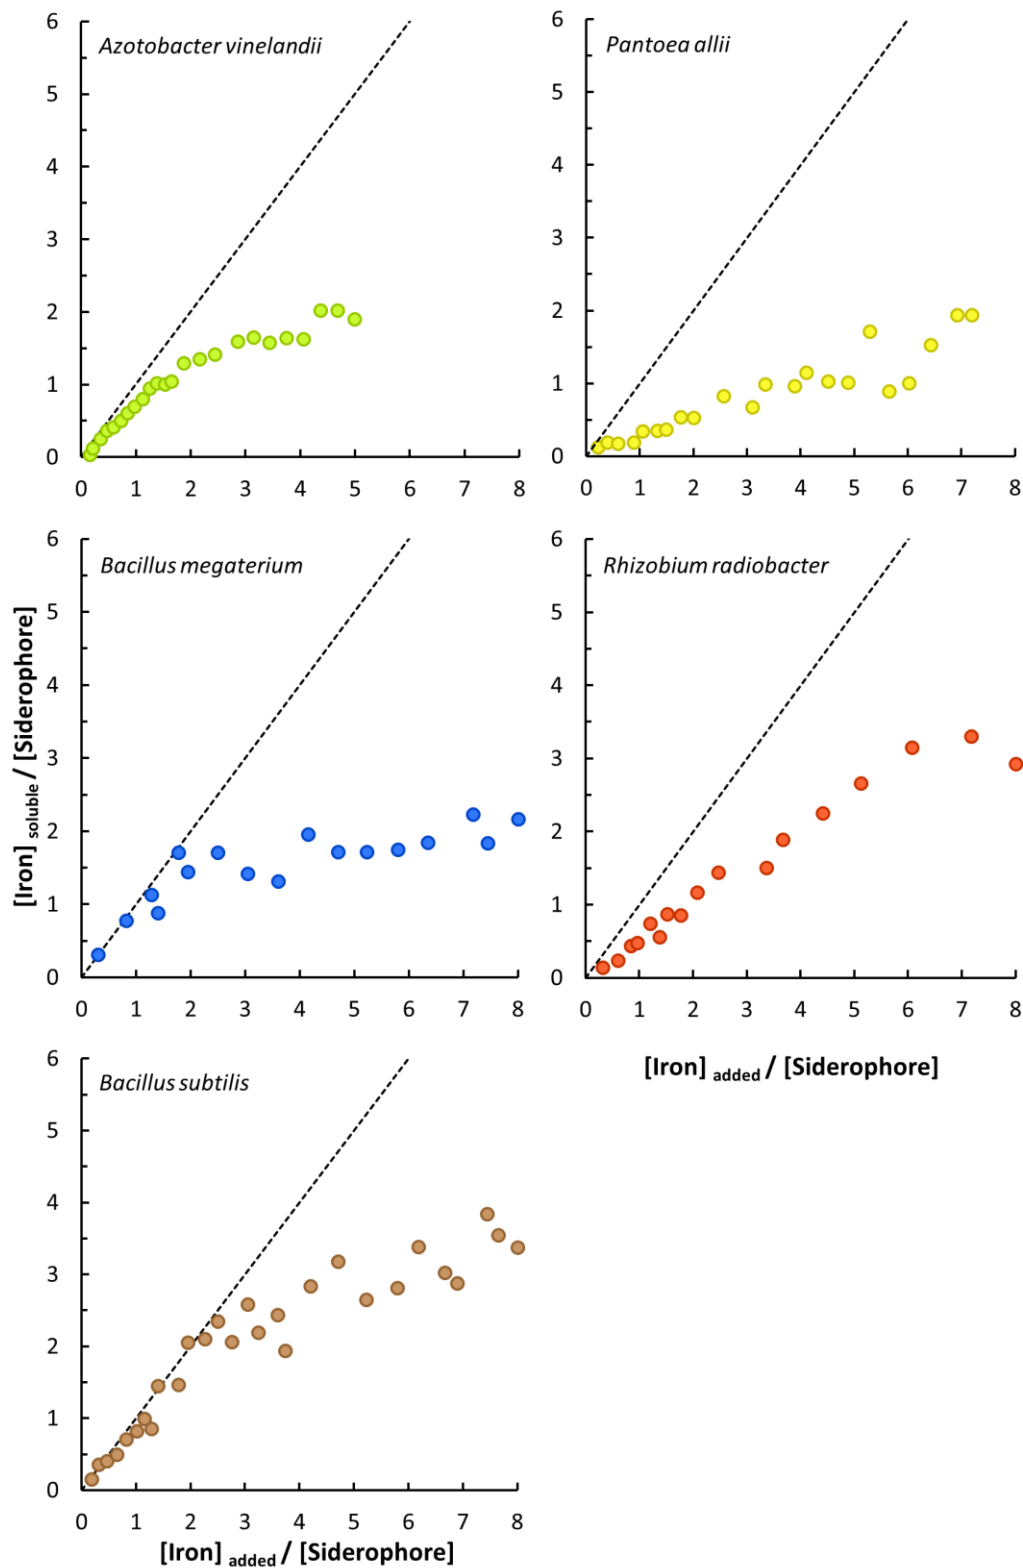 Azotobacter vinelandii
6
5
4
3
2
1
0
0 1 2 3 4 5 6 7 8
Pantoea allii
6
5
4
3
2
1
0
0 1 2 3 4 5 6 7 8
[Iron] soluble / [Siderophore]
Bacillus megaterium
6
5
4
3
2
1
0
0 1 2 3 4 5 6 7 8
Rhizobium radiobacter
6
5
4
3
2
1
0
0 1 2 3 4 5 6 7 8
[Iron] added / [Siderophore]
Bacillus subtilis
6
5
4
3
2
1
0
0 1 2 3 4 5 6 7 8
[Iron] added / [Siderophore]